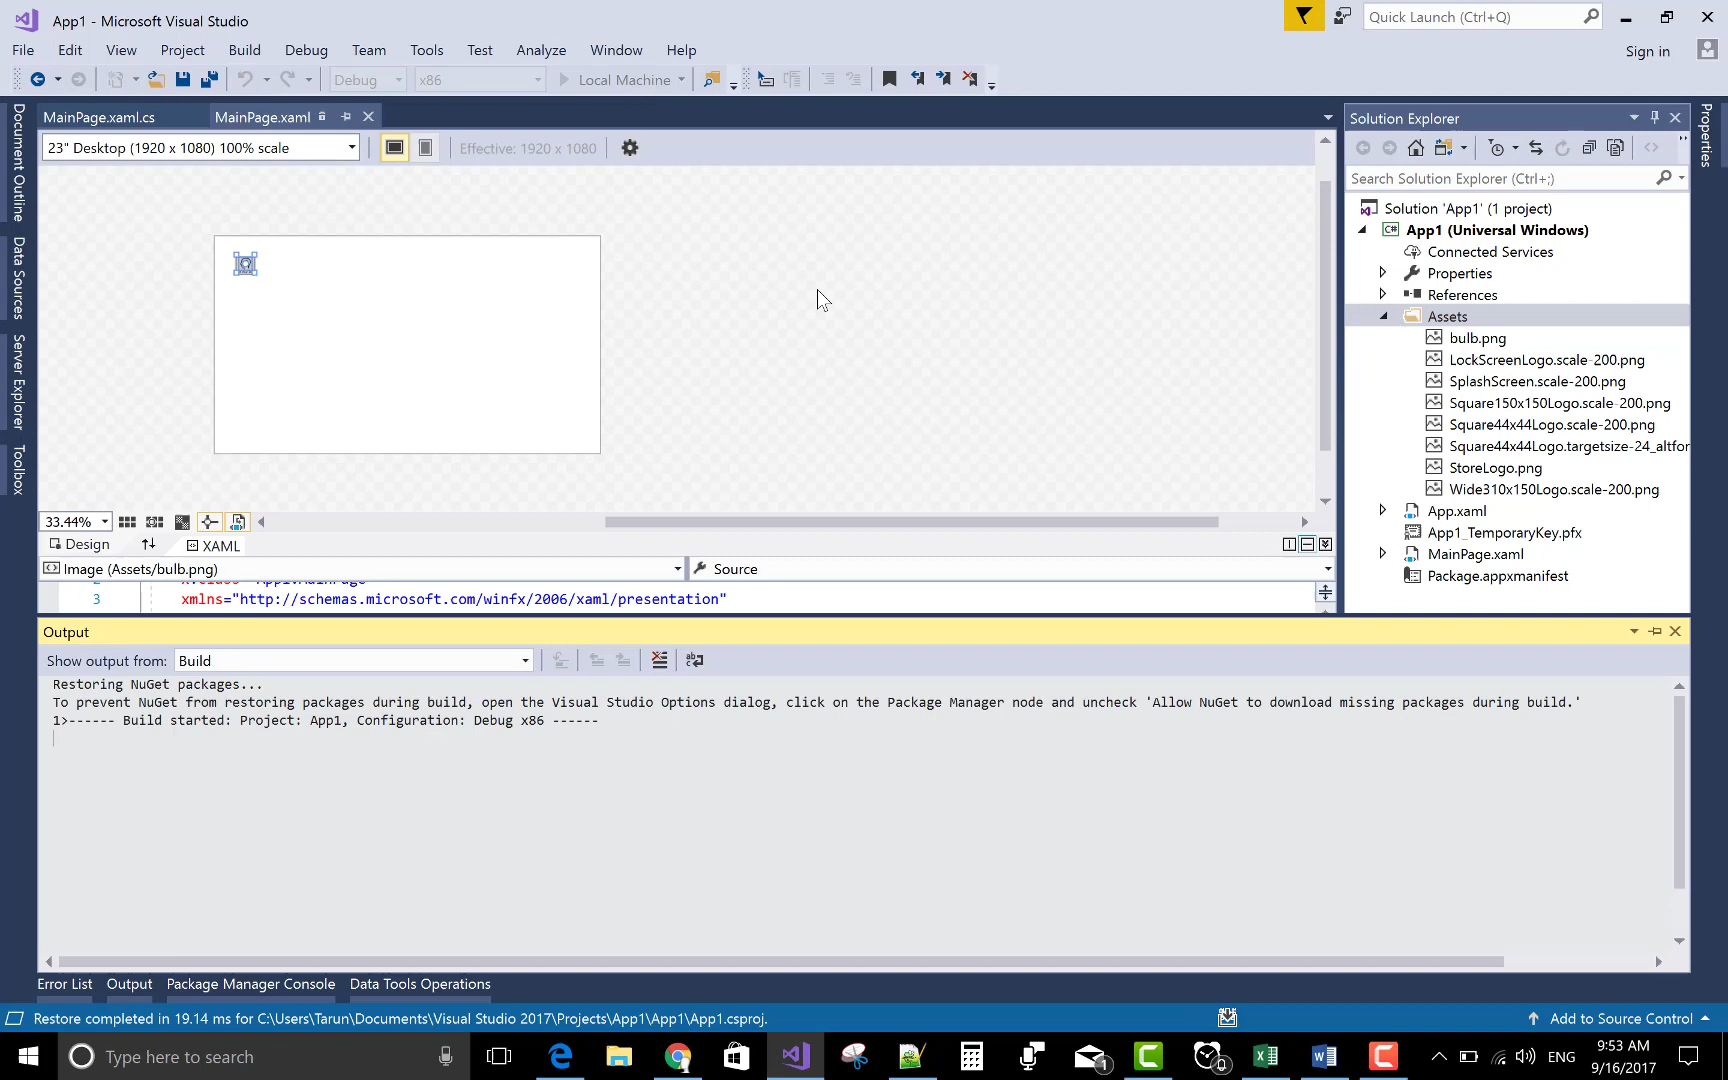 App1 - Microsoft Visual Studio
Quick Launch (Ctrl+Q)
File Edit View Project Build Debug Team Tools Test Analyze Window Help
Sign in
Debug x86 Local Machine
MainPage.xaml.cs MainPage.xaml
23" Desktop (1920 x 1080) 100% scale Effective: 1920 x 1080
Document Outline
Data Sources
Server Explorer
Toolbox
33.44%
Design XAML
Image (Assets/bulb.png) Source
3 xmlns="http://schemas.microsoft.com/winfx/2006/xaml/presentation"
Solution Explorer
Search Solution Explorer (Ctrl+;)
Solution 'App1' (1 project)
C# App1 (Universal Windows)
Connected Services
Properties
References
Assets
bulb.png
LockScreenLogo.scale-200.png
SplashScreen.scale-200.png
Square150x150Logo.scale-200.png
Square44x44Logo.scale-200.png
Square44x44Logo.targetsize-24_altfor
StoreLogo.png
Wide310x150Logo.scale-200.png
App.xaml
App1_TemporaryKey.pfx
MainPage.xaml
Package.appxmanifest
Properties
Output
Show output from: Build
Restoring NuGet packages...
To prevent NuGet from restoring packages during build, open the Visual Studio Options dialog, click on the Package Manager node and uncheck 'Allow NuGet to download missing packages during build.'
1>------ Build started: Project: App1, Configuration: Debug x86 ------
Error List Output Package Manager Console Data Tools Operations
Restore completed in 19.14 ms for C:\Users\Tarun\Documents\Visual Studio 2017\Projects\App1\App1\App1.csproj.
Add to Source Control
Type here to search
1
0
ENG
9:53 AM
9/16/2017